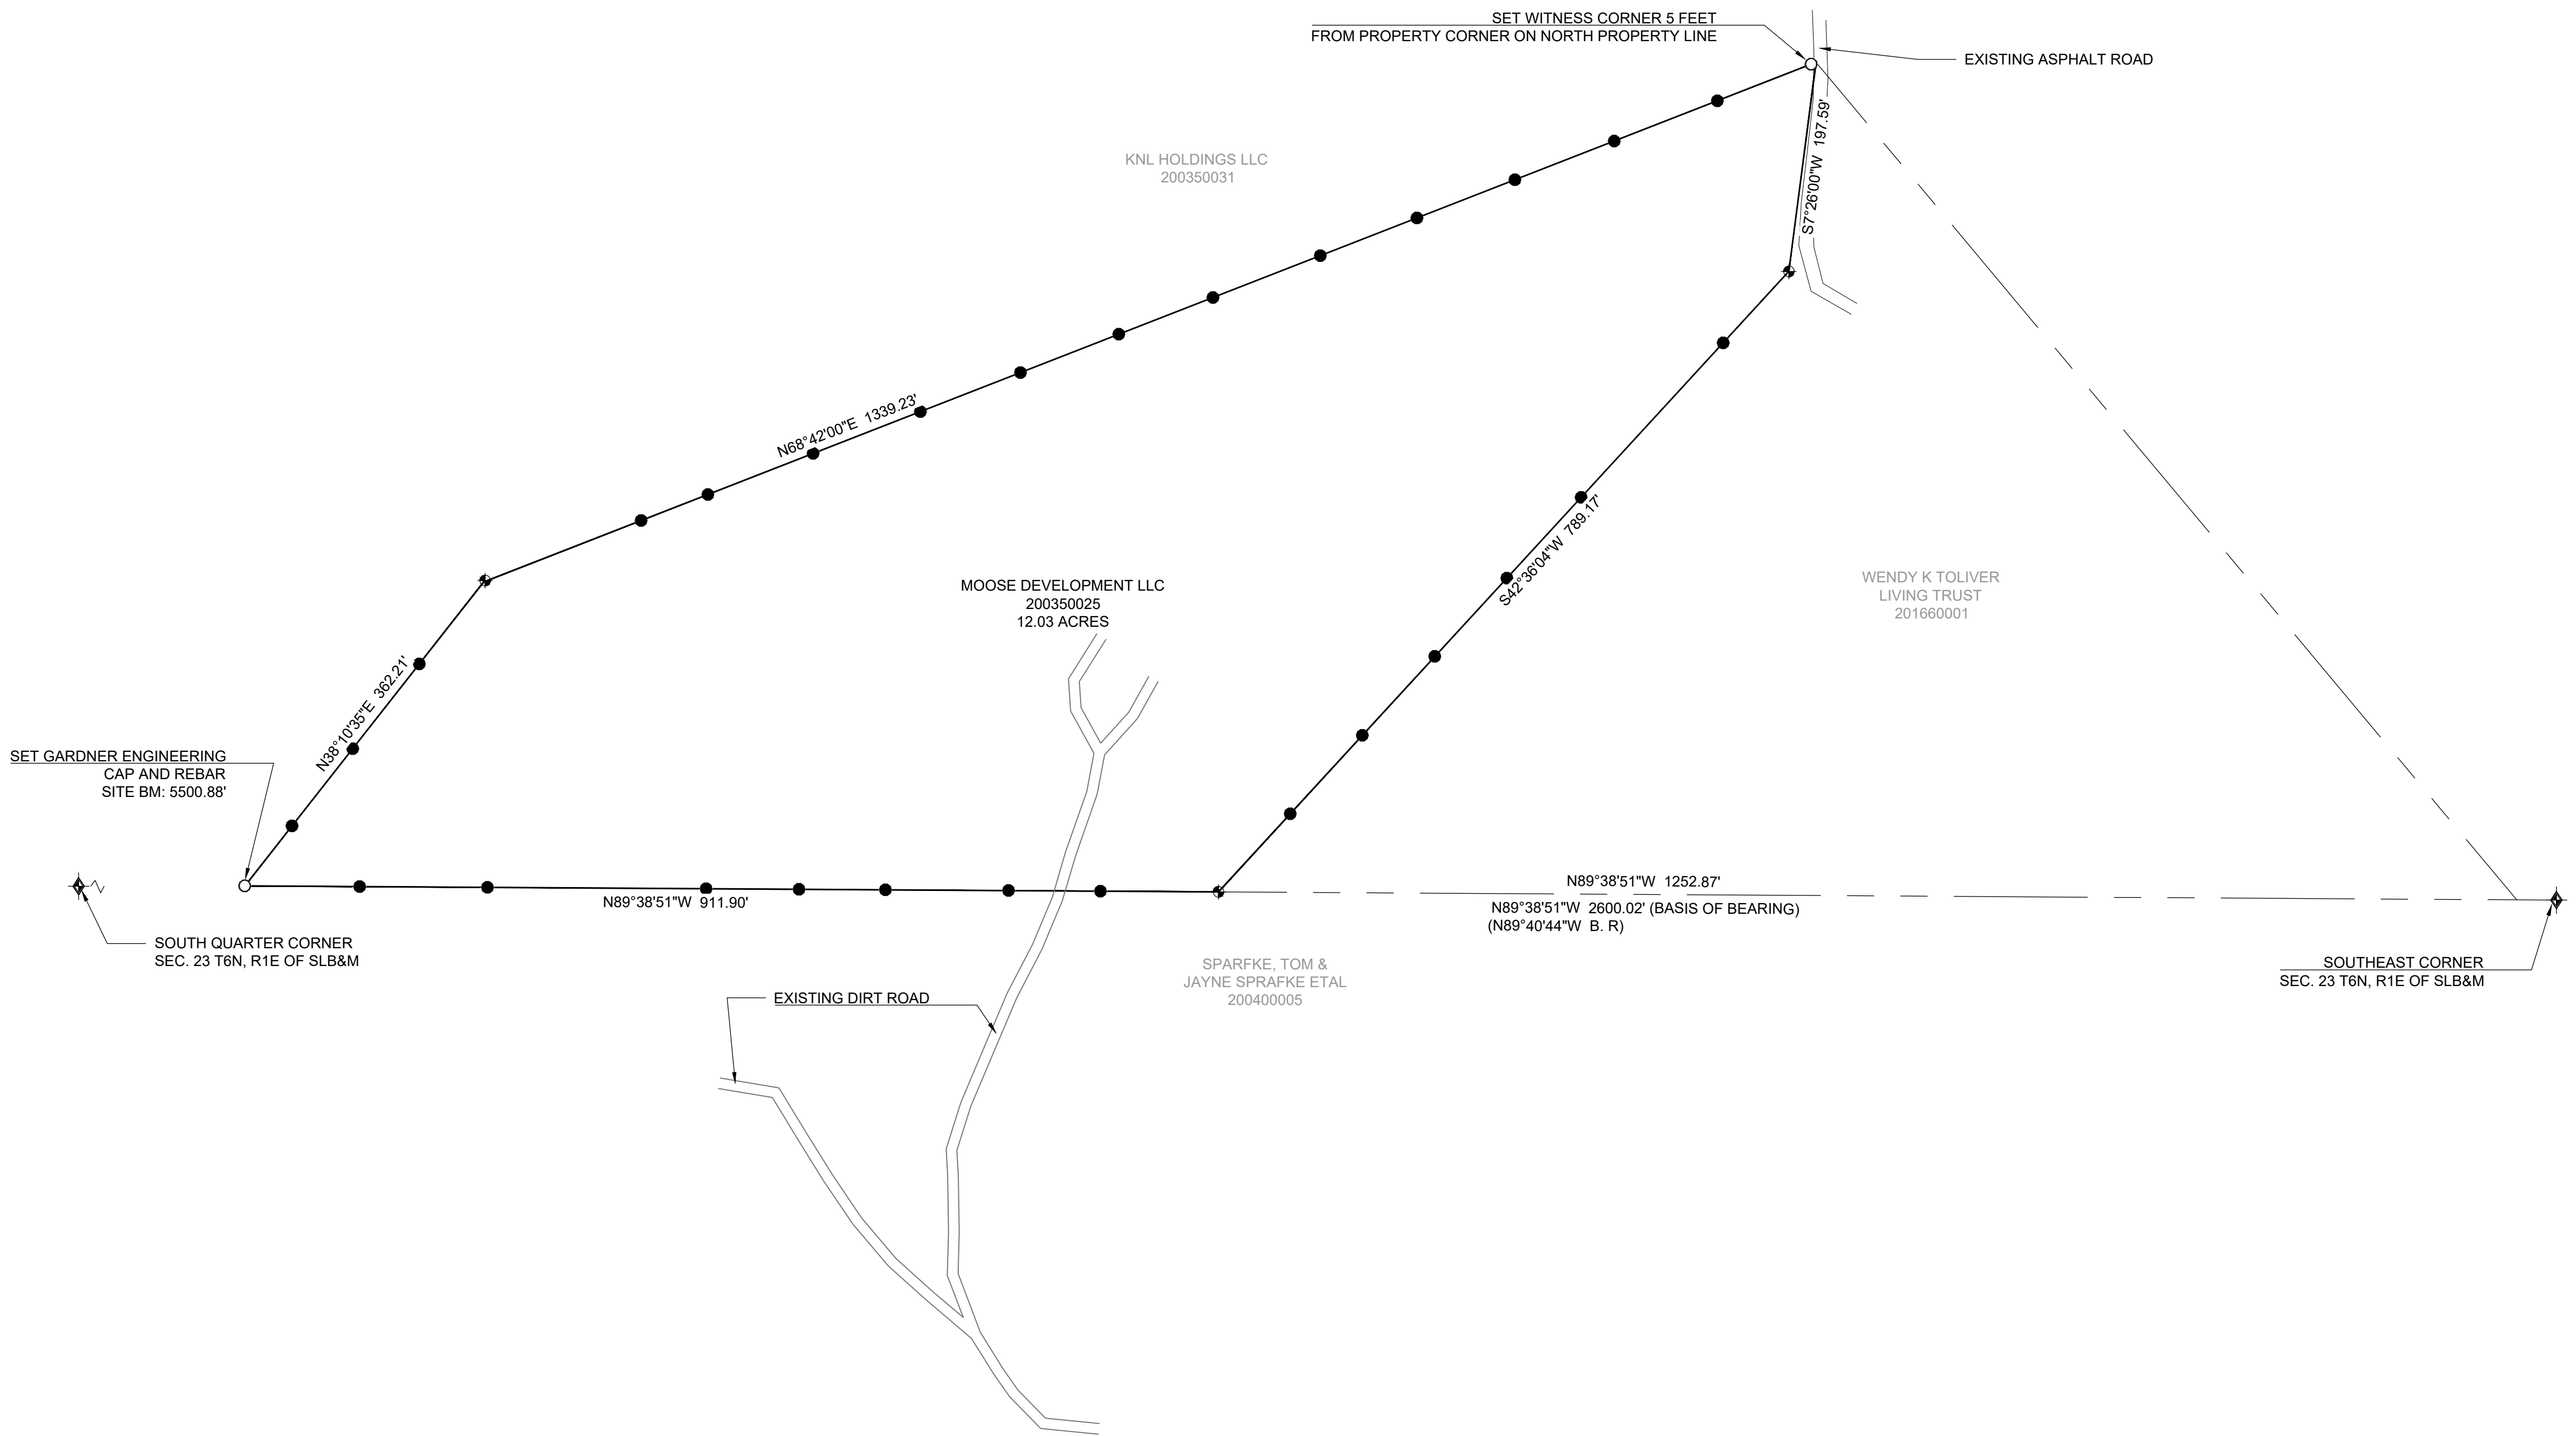 SET WITNESS CORNER 5 FEET
FROM PROPERTY CORNER ON NORTH PROPERTY LINE
EXISTING ASPHALT ROAD
S7°26'00"W 197.59'
KNL HOLDINGS LLC
200350031
N68°42'00"E 1339.23'
MOOSE DEVELOPMENT LLC
200350025
12.03 ACRES
S42°36'04"W 789.17'
WENDY K TOLIVER
LIVING TRUST
201660001
N38°10'35"E 362.21'
SET GARDNER ENGINEERING
CAP AND REBAR
SITE BM: 5500.88'
N89°38'51"W 911.90'
N89°38'51"W 1252.87'
N89°38'51"W 2600.02' (BASIS OF BEARING)
(N89°40'44"W B. R)
SOUTH QUARTER CORNER
SEC. 23 T6N, R1E OF SLB&M
SOUTHEAST CORNER
SEC. 23 T6N, R1E OF SLB&M
SPARFKE, TOM &
JAYNE SPRAFKE ETAL
200400005
EXISTING DIRT ROAD